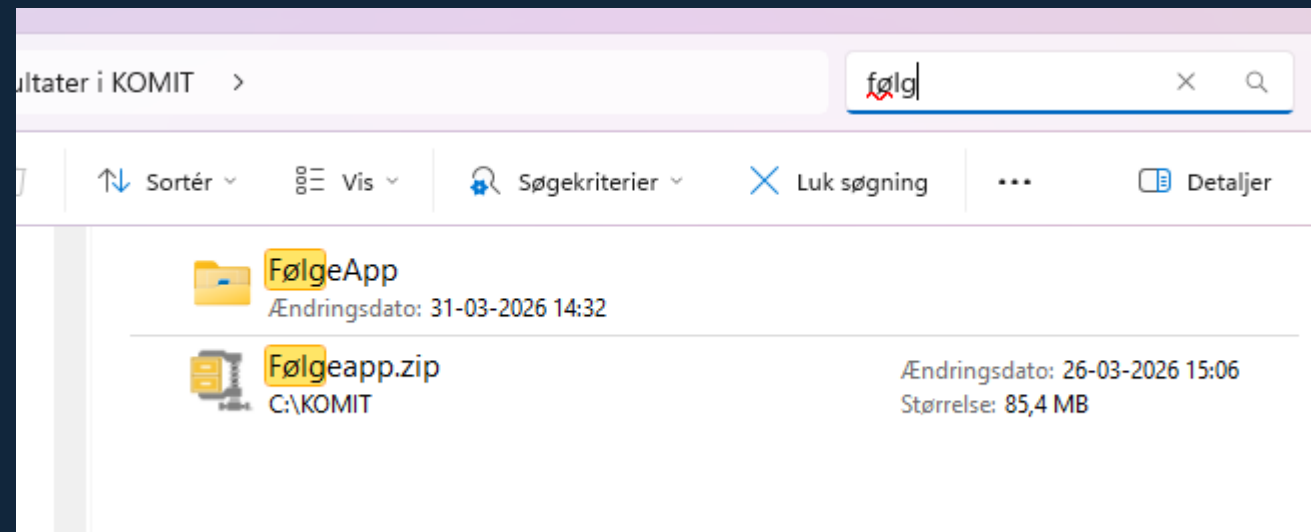 i KOMIT >
følg
Sortér
Vis
Søgekriterier
Luk søgning
Detaljer
FølgeApp
Ændringsdato: 31-03-2026 14:32
Følgeapp.zip
Ændringsdato: 26-03-2026 15:06
C:\KOMIT
Størrelse: 85,4 MB